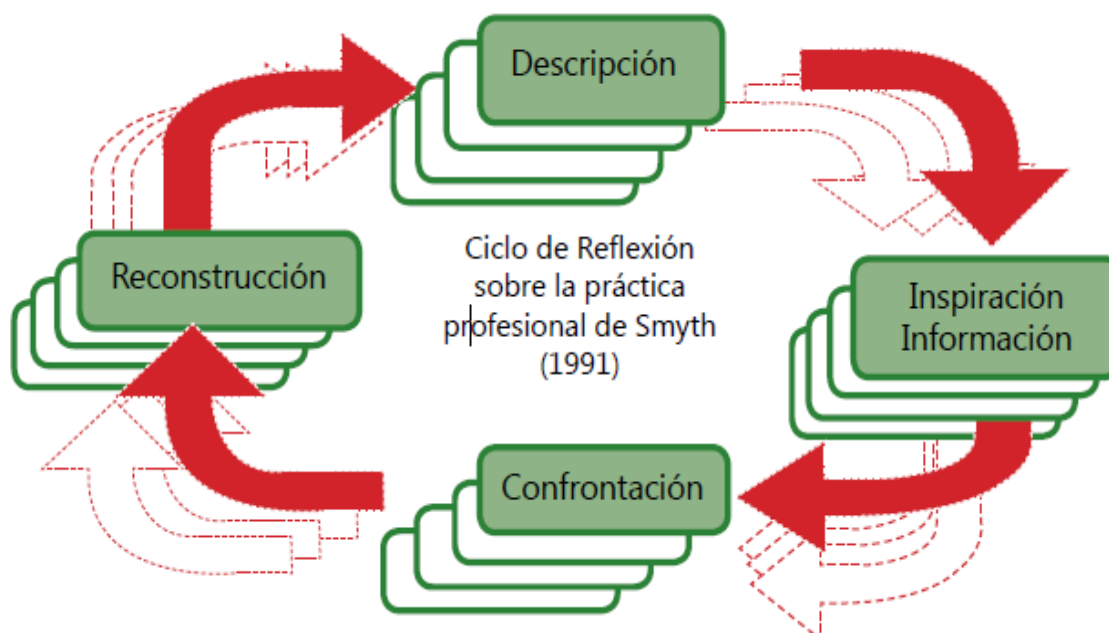 Descripción
Ciclo de Reflexión
sobre la práctica
profesional de Smyth
(1991)
Inspiración
Información
Confrontación
Reconstrucción